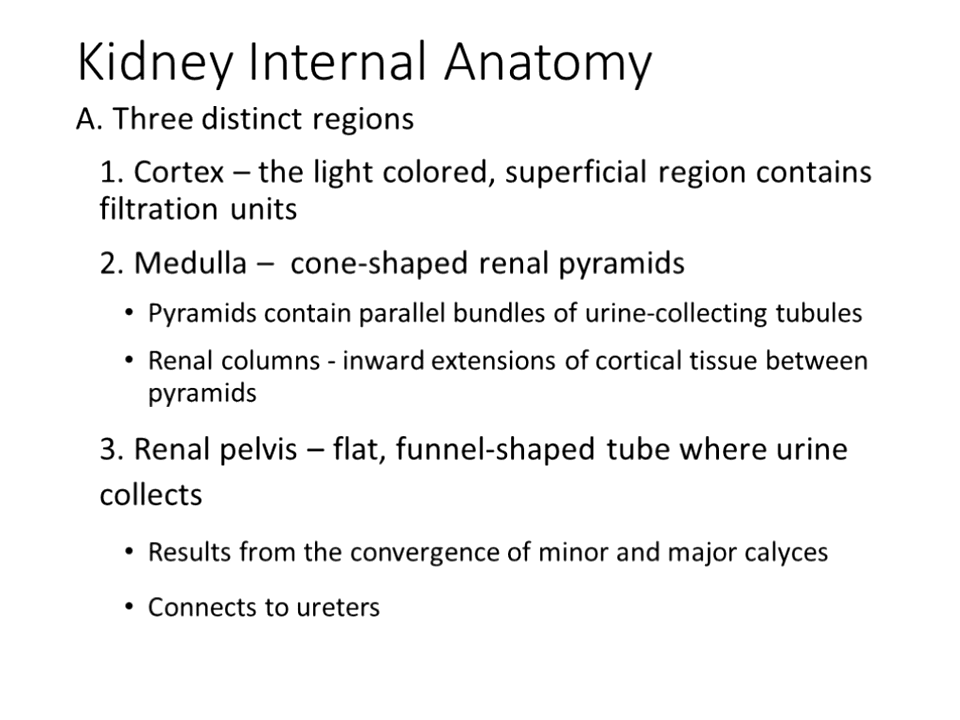 Kidney Internal Anatomy
A. Three distinct regions
1. Cortex – the light colored, superficial region contains
filtration units
2. Medulla –  cone-shaped renal pyramids
• Pyramids contain parallel bundles of urine-collecting tubules
• Renal columns - inward extensions of cortical tissue between
pyramids
3. Renal pelvis – flat, funnel-shaped tube where urine
collects
• Results from the convergence of minor and major calyces
• Connects to ureters